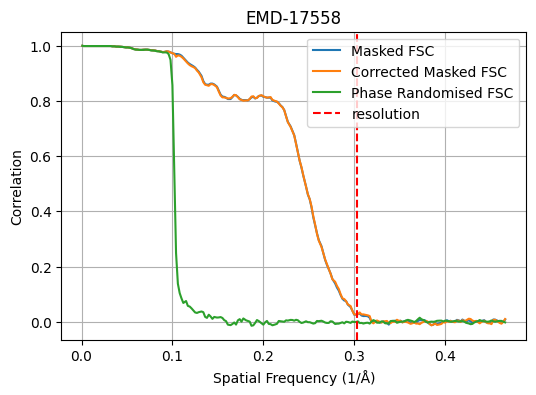 EMD-17558
Masked FSC
Corrected Masked FSC
Phase Randomised FSC
resolution
Correlation
1.0
0.8
0.6
0.4
0.2
0.0
0.0 0.1 0.2 0.3 0.4
Spatial Frequency (1/Å)